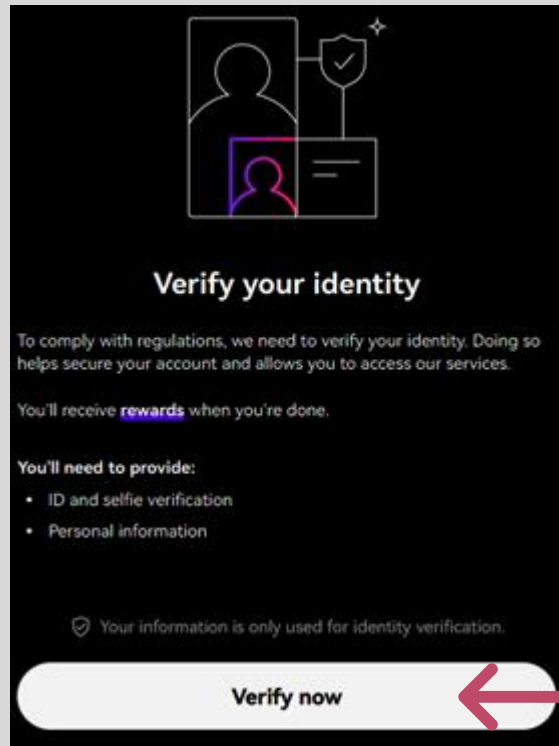 Verify your identity
To comply with regulations, we need to verify your identity. Doing so
helps secure your account and allows you to access our services.
You'll receive rewards when you're done.
You'll need to provide:
• ID and selfie verification
• Personal information
Your information is only used for identity verification.
Verify now